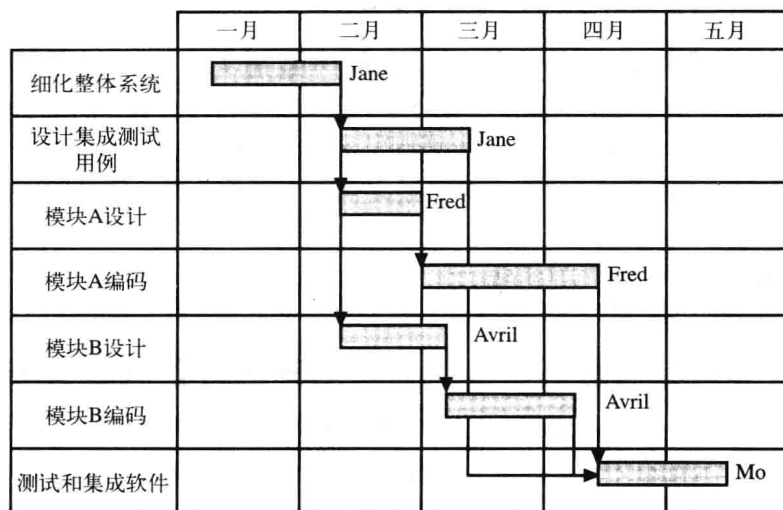 一月 二月 三月 四月 五月
细化整体系统 Jane
设计集成测试
用例 Jane
模块A设计 Fred
模块A编码 Fred
模块B设计 Avril
模块B编码 Avril
测试和集成软件 Mo